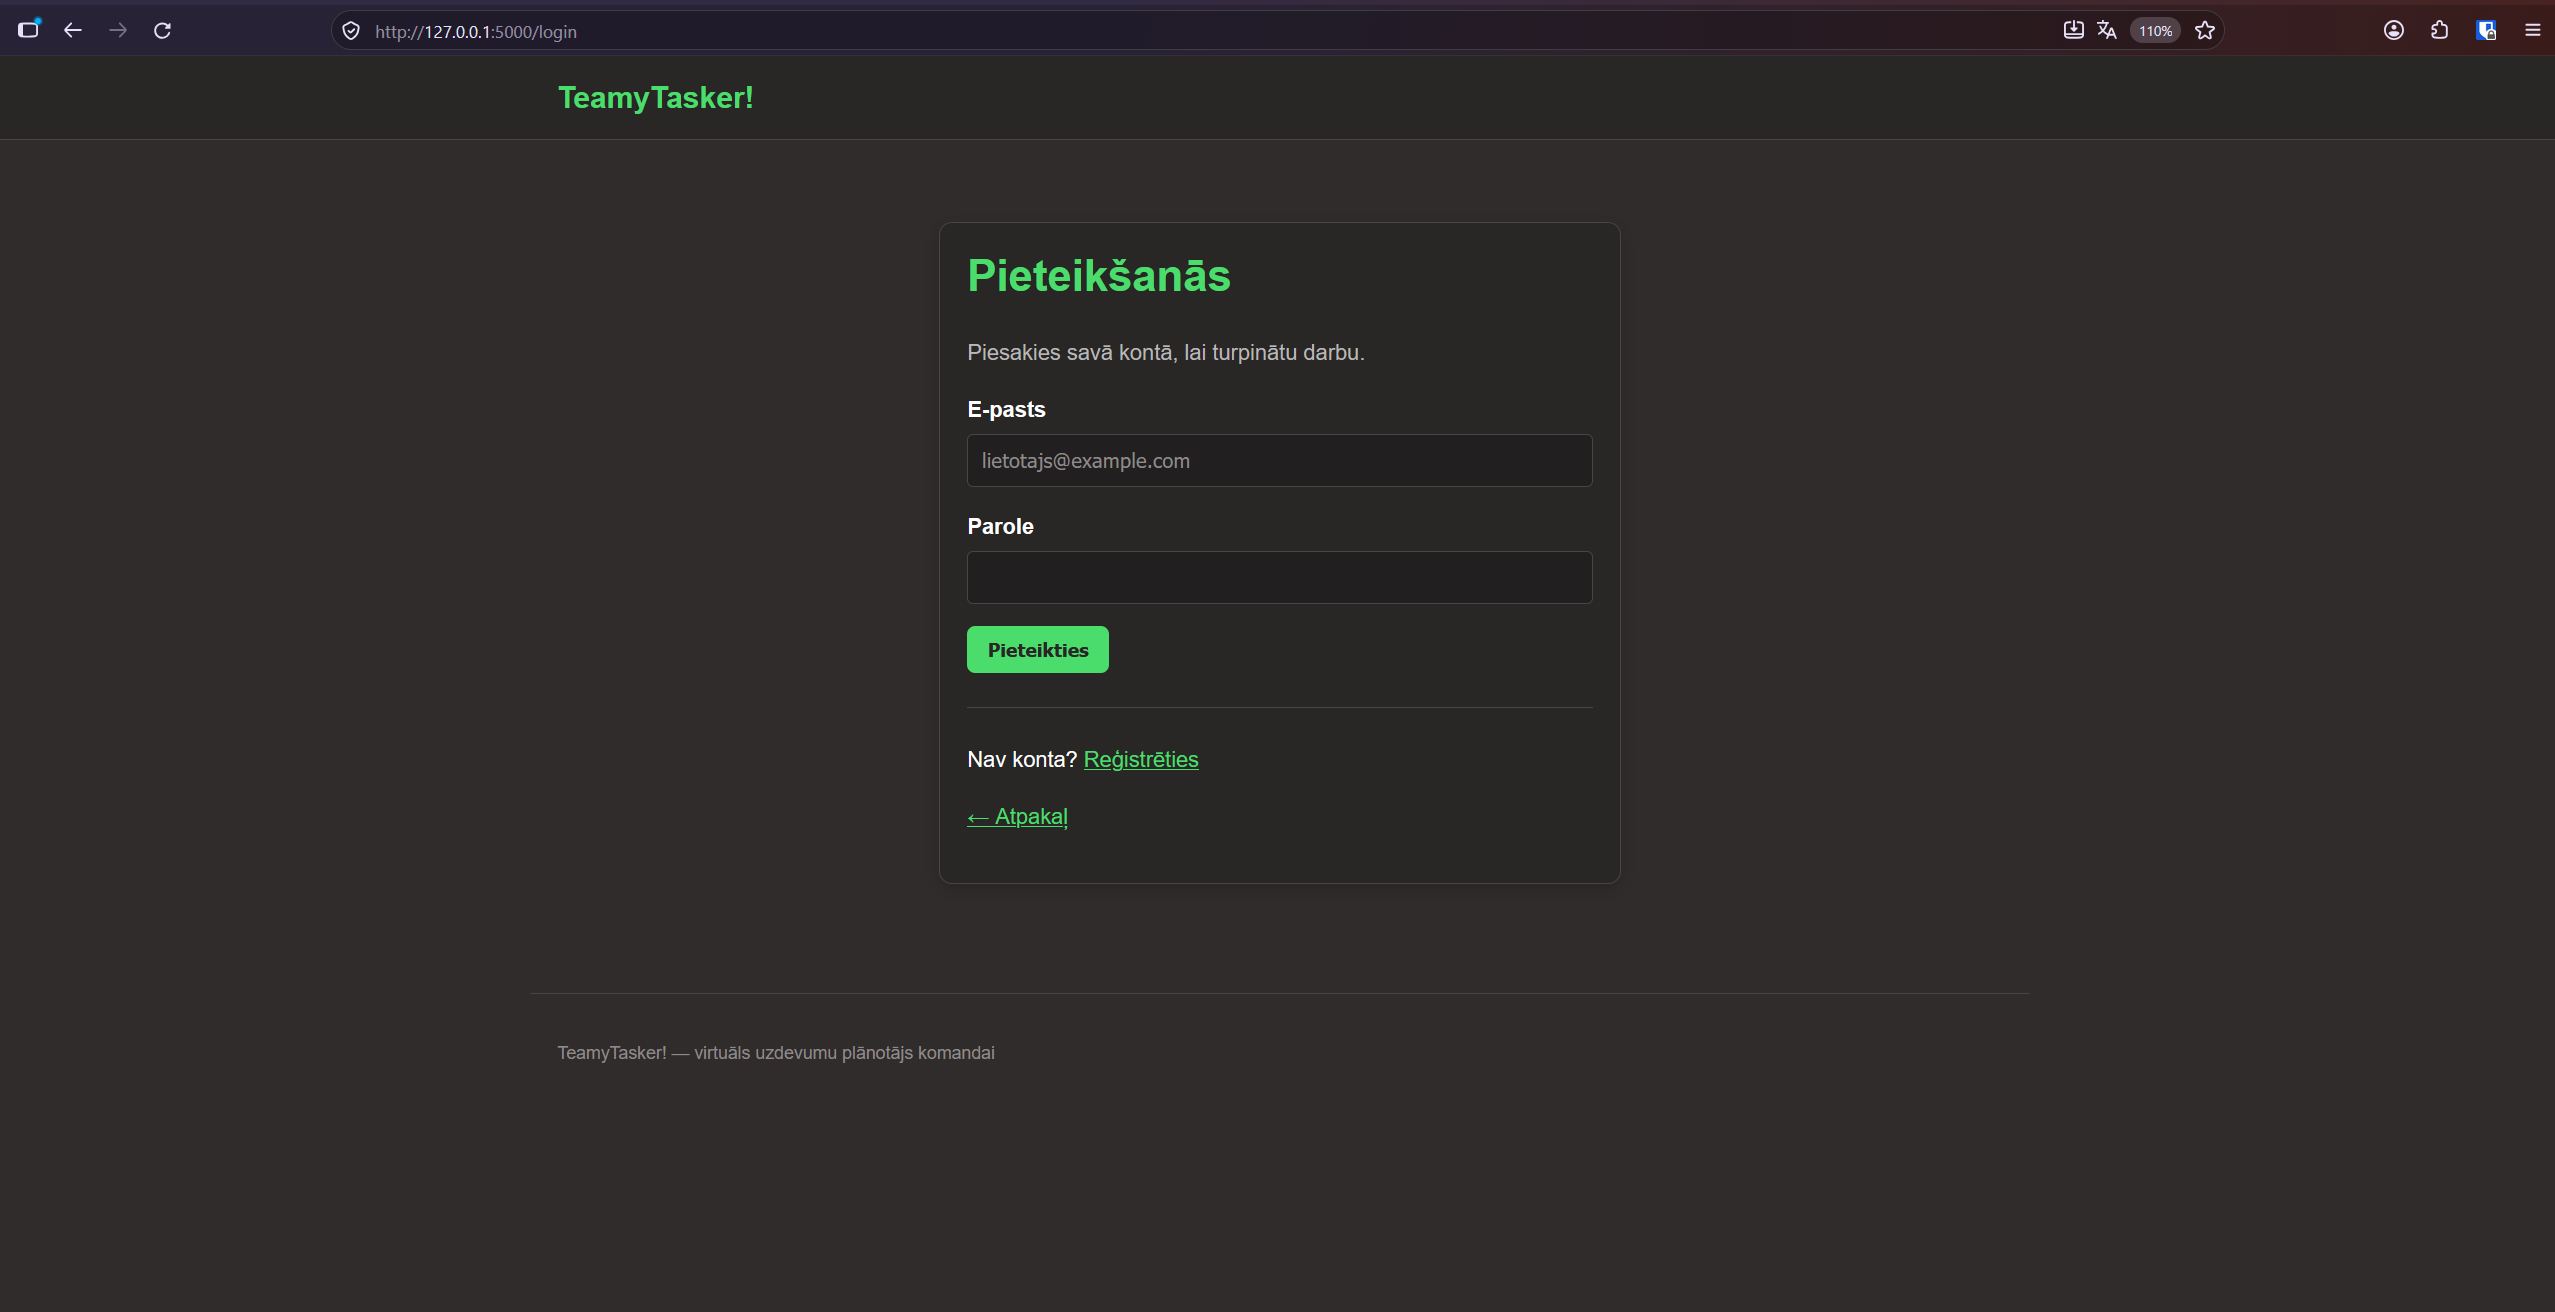 http://127.0.0.1:5000/login
110%
TeamyTasker!
Pieteikšanās
Piesakies savā kontā, lai turpinātu darbu.
E-pasts
lietotajs@example.com
Parole
Pieteikties
Nav konta? Reģistrēties
← Atpakaļ
TeamyTasker! — virtuāls uzdevumu plānotājs komandai